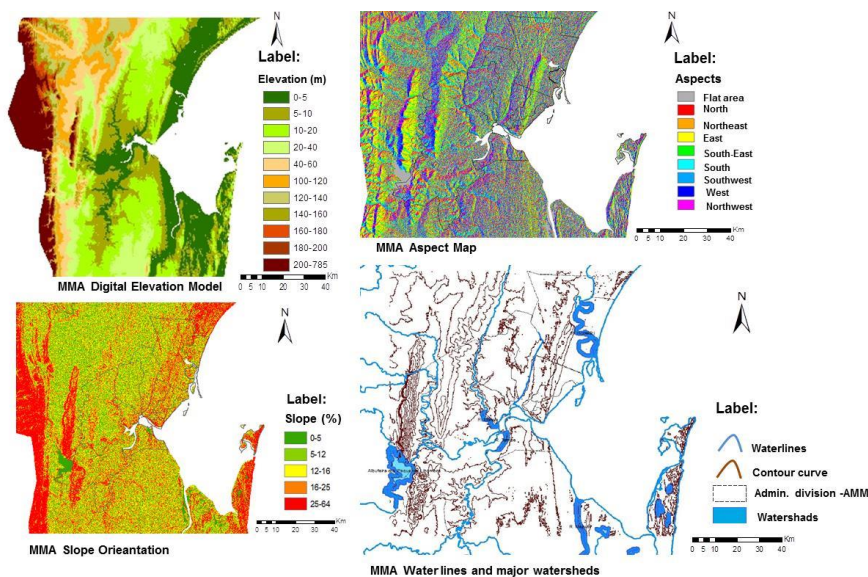 N
Label:
Elevation (m)
0-5
5-10
10-20
20-40
40-60
100-120
120-140
140-160
160-180
180-200
200-785
Km
0 5 10 20 30 40
MMA Digital Elevation Model
N
Label:
Aspects
Flat area
North
Northeast
East
South-East
South
Southwest
West
Northwest
Km
0 5 10 20 30 40
MMA Aspect Map
N
Label:
Slope (%)
0-5
5-12
12-16
16-25
25-64
Km
0 5 10 20 30 40
MMA Slope Orieantation
N
Label:
Waterlines
Contour curve
Admin. division -AMM
Watershads
Km
0 5 10 20 30 40
MMA Waterlines and major watersheds